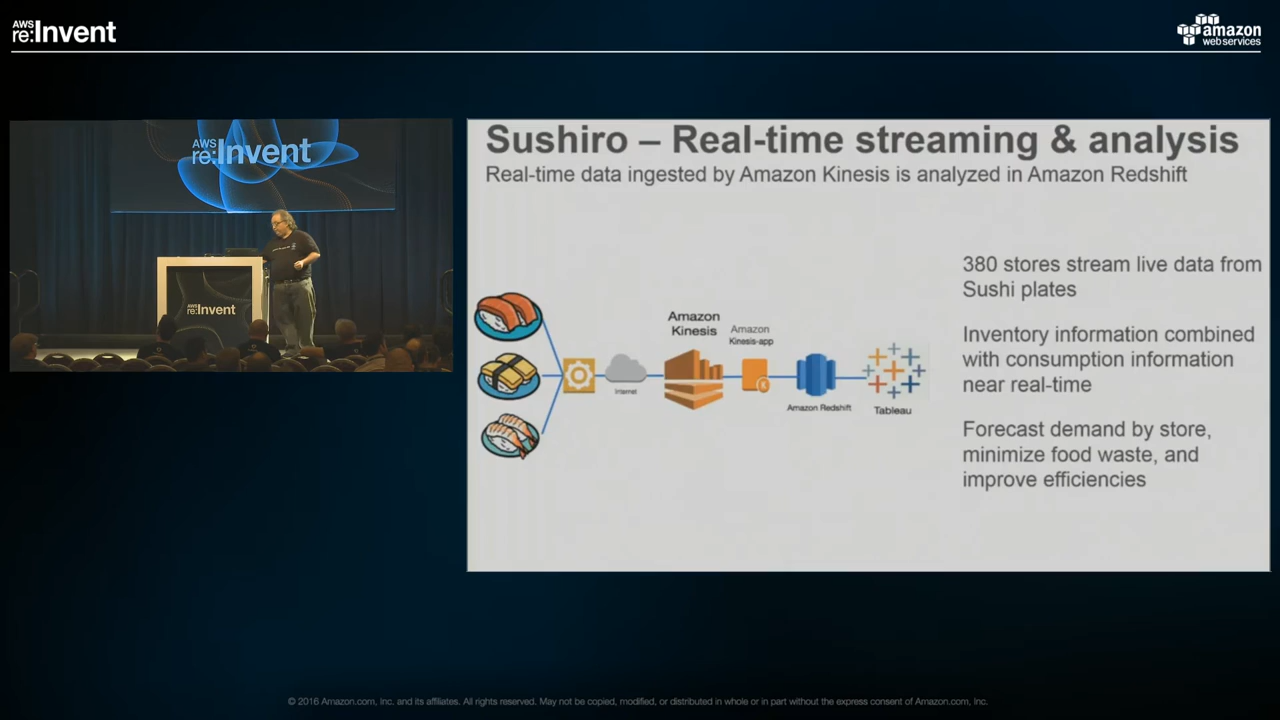 AWS
re:Invent
amazon
web services
AWS
re:Invent
AWS
re:Invent
Sushiro – Real-time streaming & analysis
Real-time data ingested by Amazon Kinesis is analyzed in Amazon Redshift
Internet
Amazon
Kinesis
Amazon
Kinesis-app
Amazon Redshift
Tableau
380 stores stream live data from
Sushi plates
Inventory information combined
with consumption information
near real-time
Forecast demand by store,
minimize food waste, and
improve efficiencies
© 2016 Amazon.com, Inc. and its affiliates. All rights reserved. May not be copied, modified, or distributed in whole or in part without the express consent of Amazon.com, Inc.